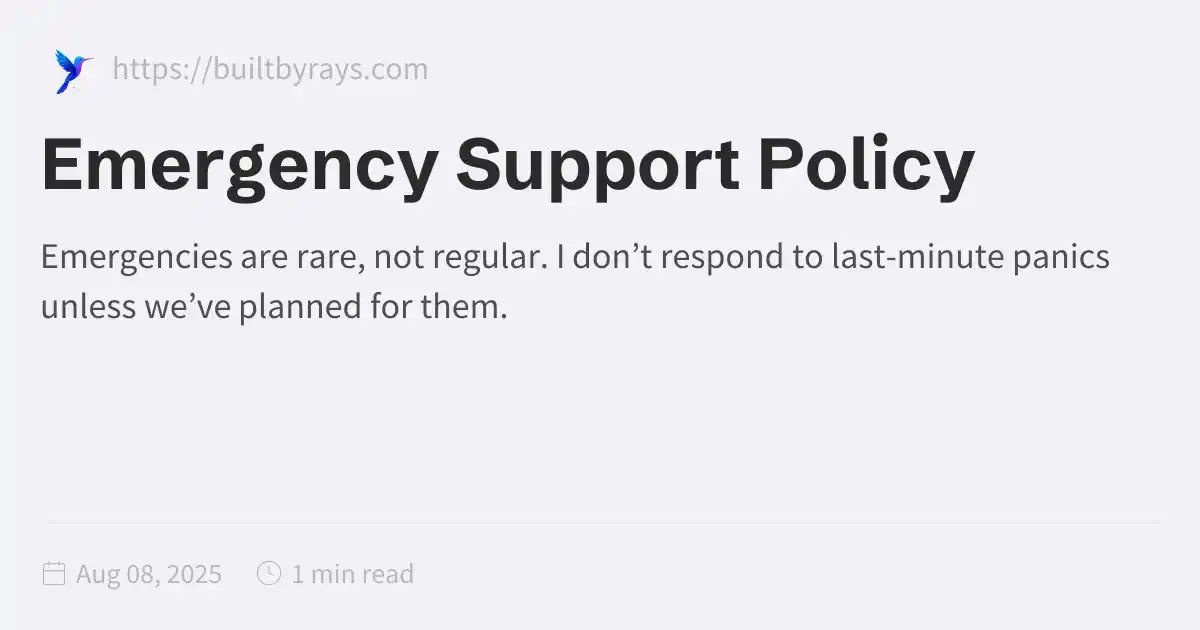 https://builtbyrays.com
Emergency Support Policy
Emergencies are rare, not regular. I don’t respond to last-minute panics
unless we’ve planned for them.
Aug 08, 2025 1 min read